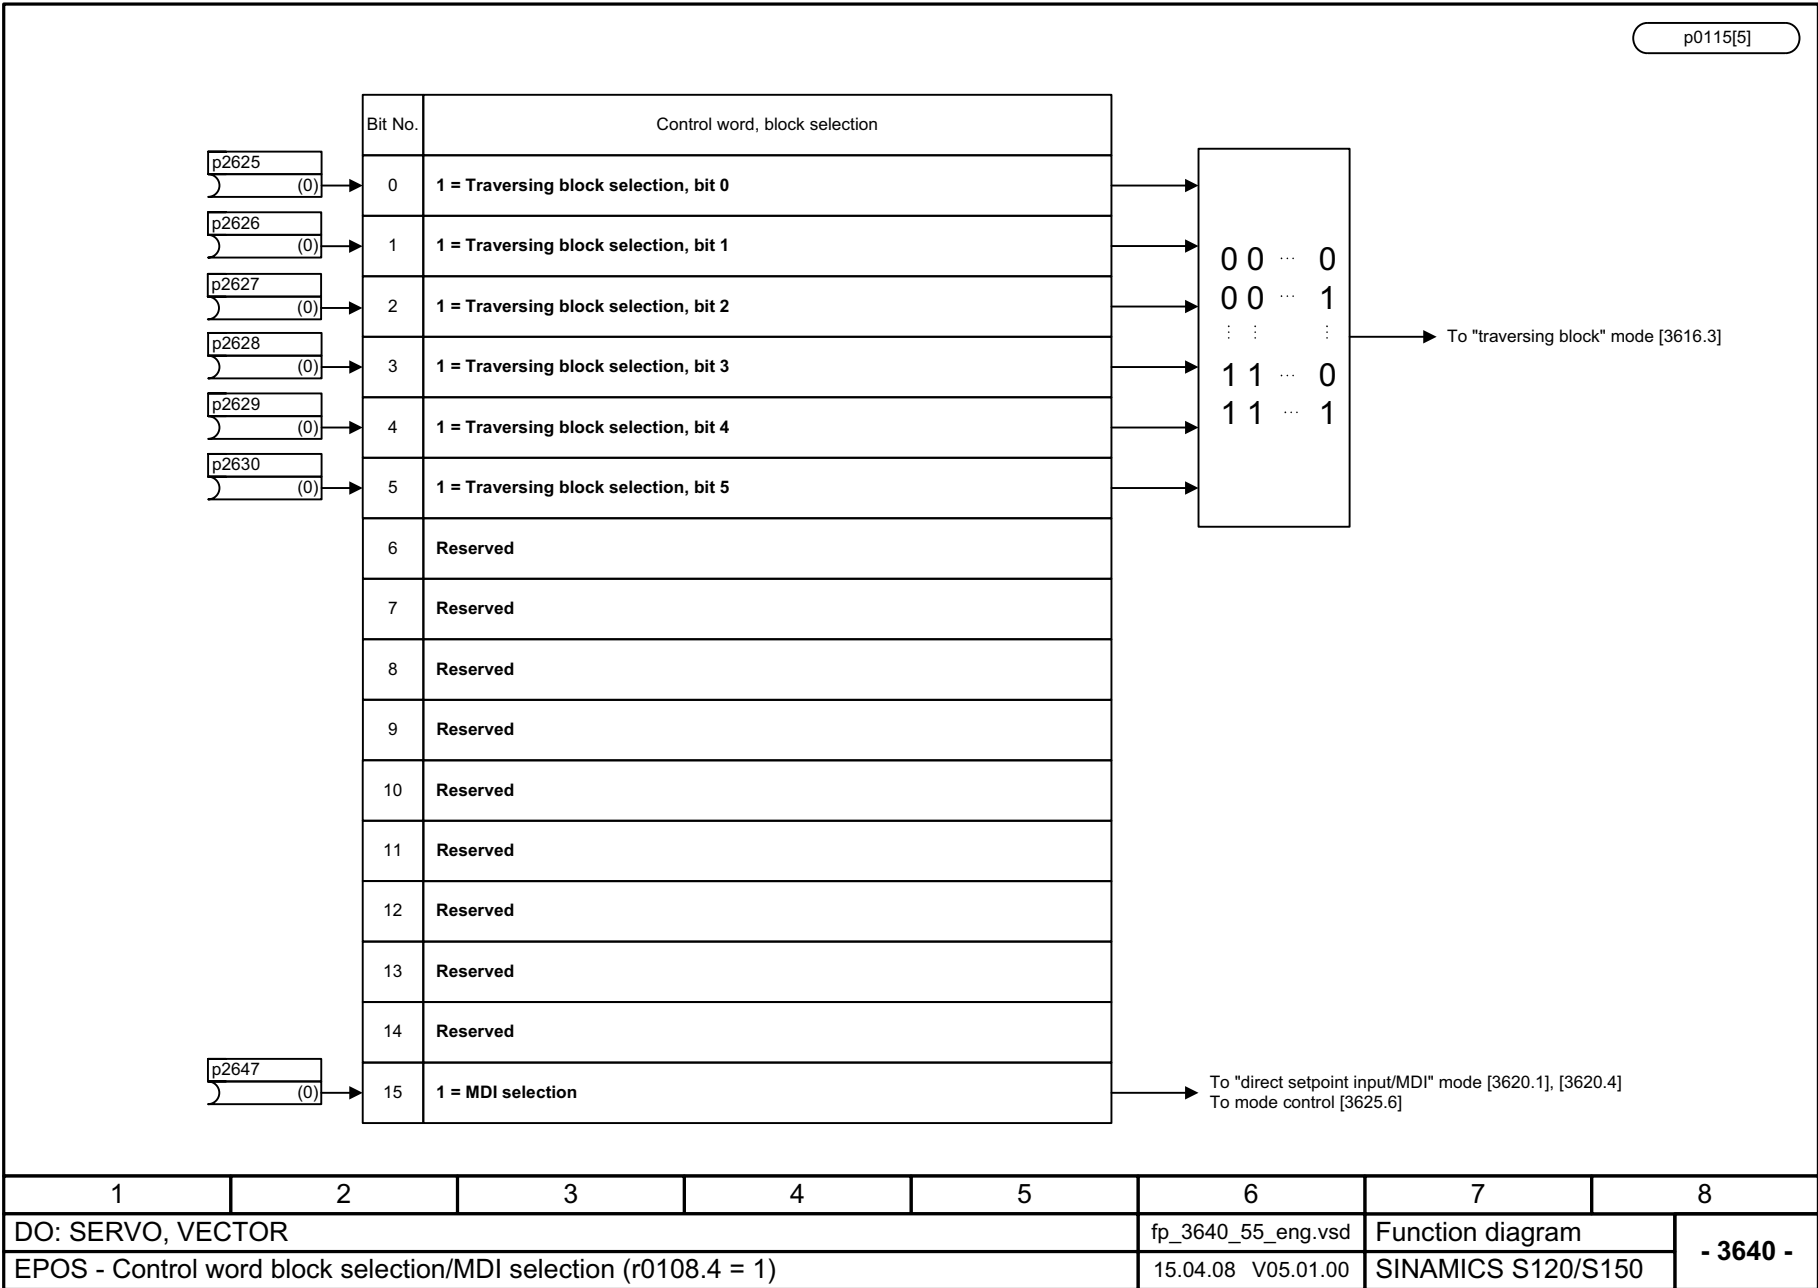 p0115[5]
Bit No. Control word, block selection
p2625
(0) 0 1 = Traversing block selection, bit 0
p2626
(0) 1 1 = Traversing block selection, bit 1
p2627
(0) 2 1 = Traversing block selection, bit 2
p2628
(0) 3 1 = Traversing block selection, bit 3
p2629
(0) 4 1 = Traversing block selection, bit 4
p2630
(0) 5 1 = Traversing block selection, bit 5
0 0 ... 0
0 0 ... 1
⋮ ⋮ ⋮
1 1 ... 0
1 1 ... 1
To "traversing block" mode [3616.3]
6 Reserved
7 Reserved
8 Reserved
9 Reserved
10 Reserved
11 Reserved
12 Reserved
13 Reserved
14 Reserved
p2647
(0) 15 1 = MDI selection
To "direct setpoint input/MDI" mode [3620.1], [3620.4]
To mode control [3625.6]
1 2 3 4 5 6 7 8
DO: SERVO, VECTOR fp_3640_55_eng.vsd Function diagram
- 3640 -
EPOS - Control word block selection/MDI selection (r0108.4 = 1) 15.04.08 V05.01.00 SINAMICS S120/S150